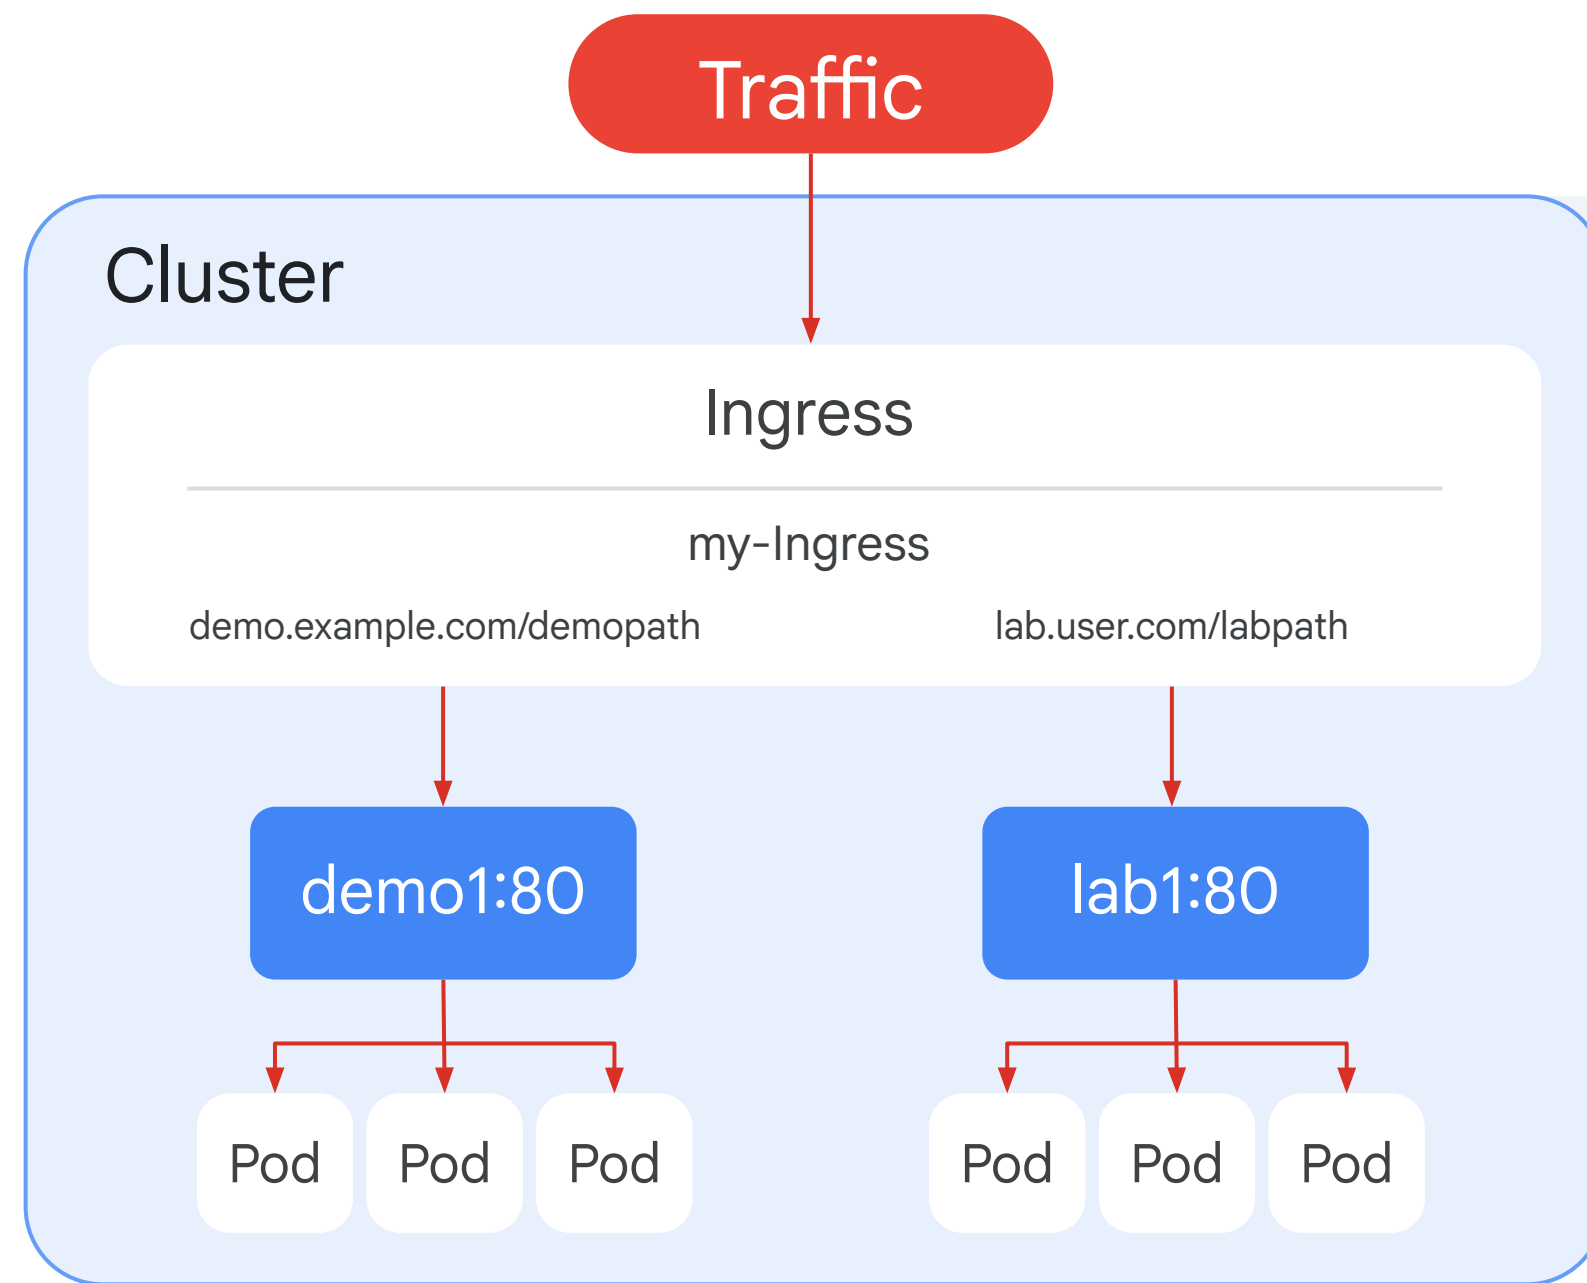 Traffic
Cluster
Ingress
my-Ingress
demo.example.com/demopath
lab.user.com/labpath
demo1:80
lab1:80
Pod
Pod
Pod
Pod
Pod
Pod